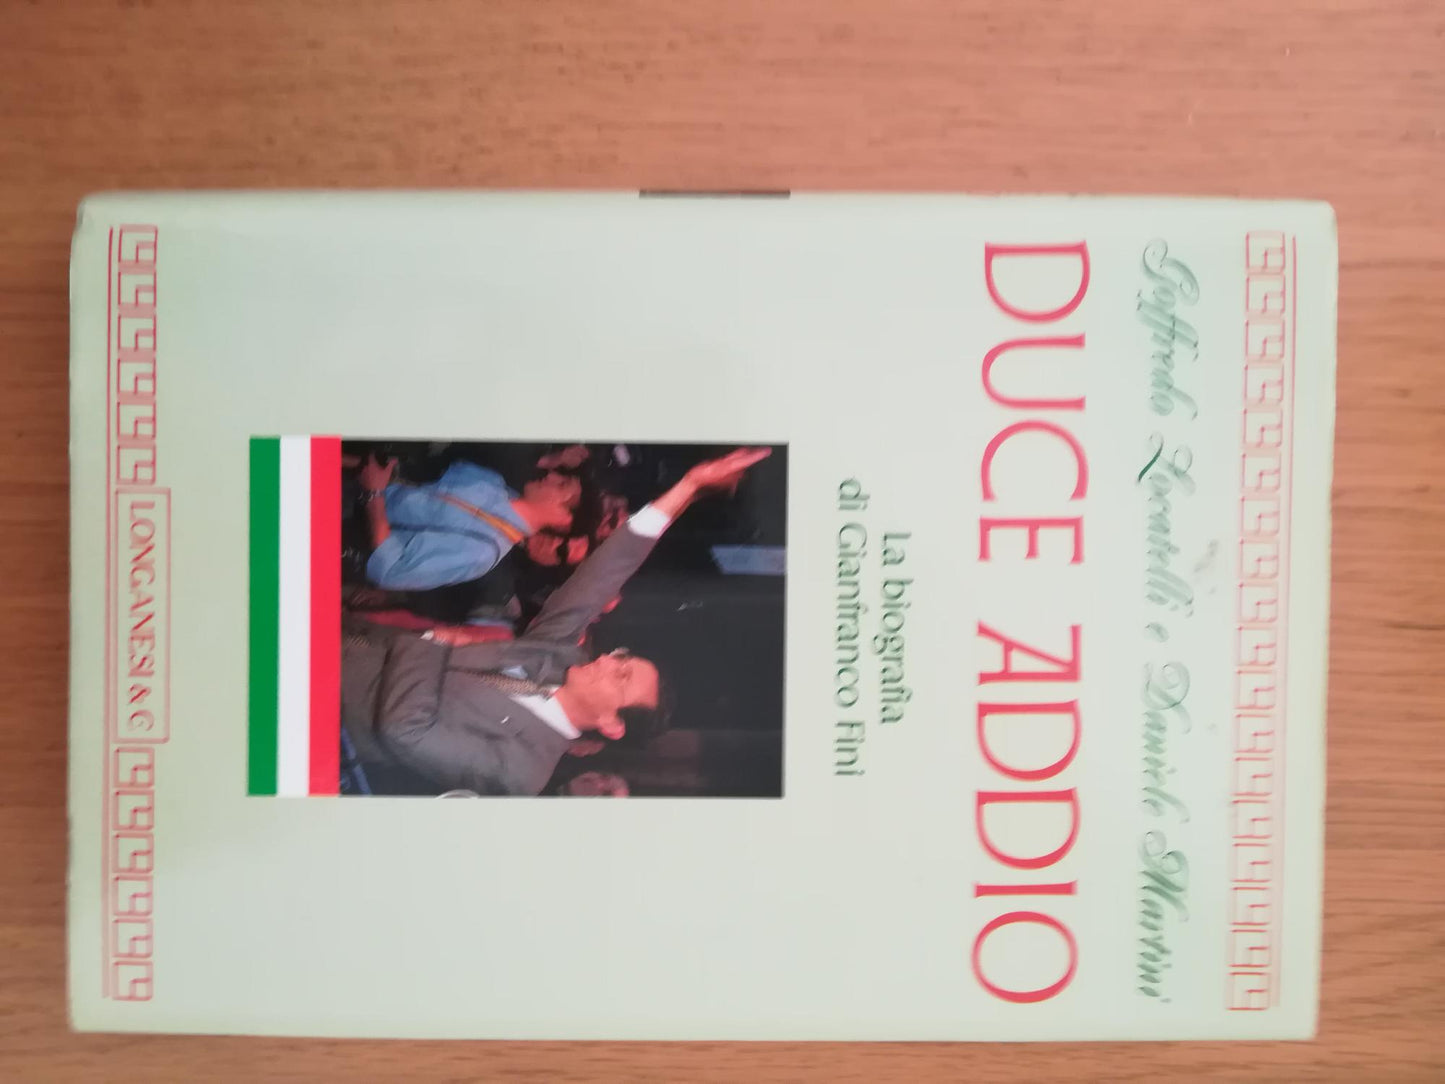 Goffredo Locatelli e Daniele Martini
DUCE ADDIO
La biografia
di Gianfranco Fini
LONGANESI & C.